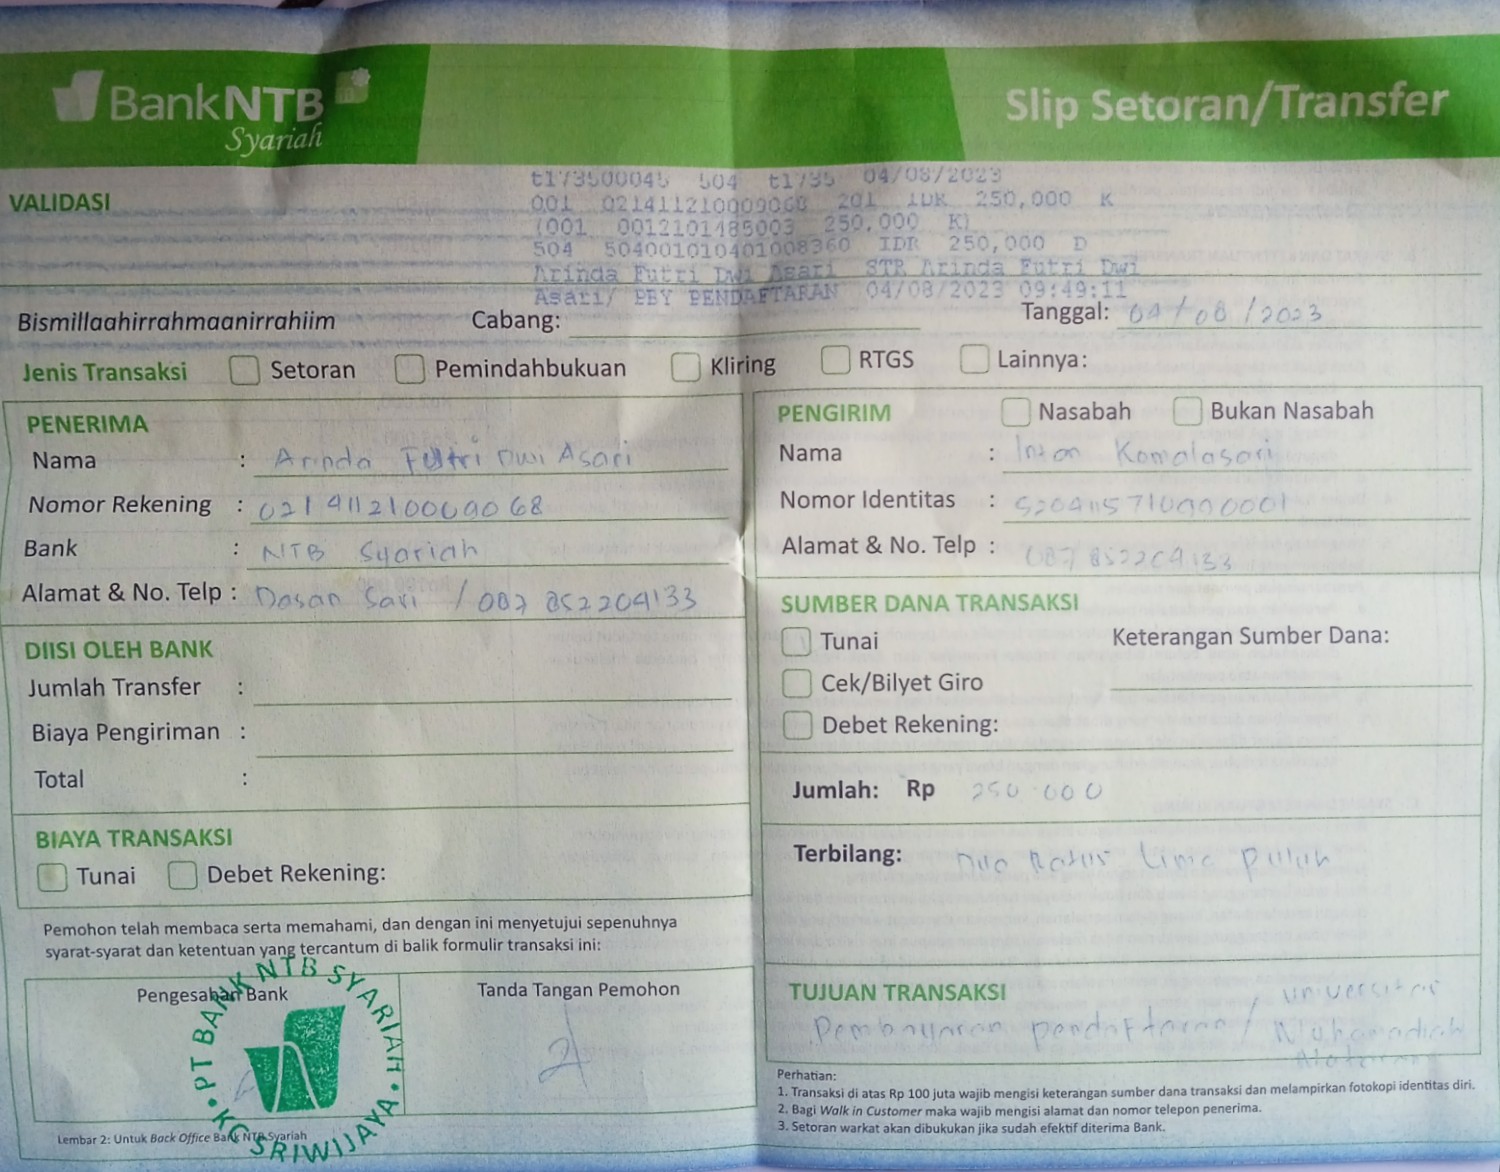 BankNTB
Syariah
Slip Setoran/Transfer
VALIDASI
t173500045 504 t1735 04/08/2023
001 021411210009068 201 IDR 250,000 K
(001 0012101485003 250,000 K)
504 504001010401008360 IDR 250,000 D
Arinda Futri Dwi Asari STR Arinda Futri Dwi
Asari/ PBY PENDAFTARAN 04/08/2023 09:49:11
Bismillaahirrahmaanirrahiim
Cabang:
Tanggal: 04/08/2023
Jenis Transaksi Setoran Pemindahbukuan Kliring RTGS Lainnya:
PENERIMA
Nama : Arinda Futri Dwi Asari
Nomor Rekening : 021411210009068
Bank : NTB Syariah
Alamat & No. Telp : Dasan Sari / 087 852204133
DIISI OLEH BANK
Jumlah Transfer :
Biaya Pengiriman :
Total :
BIAYA TRANSAKSI
Tunai Debet Rekening:
Pemohon telah membaca serta memahami, dan dengan ini menyetujui sepenuhnya
syarat-syarat dan ketentuan yang tercantum di balik formulir transaksi ini:
Pengesahan Bank
Tanda Tangan Pemohon
PT BANK NTB SYARIAH
KC SRIWIJAYA
Lembar 2: Untuk Back Office Bank NTB Syariah
PENGIRIM Nasabah Bukan Nasabah
Nama : Intan Komalasari
Nomor Identitas :
Alamat & No. Telp : 087 852204133
SUMBER DANA TRANSAKSI
Tunai Keterangan Sumber Dana:
Cek/Bilyet Giro
Debet Rekening:
Jumlah: Rp 250.000
Terbilang: Dua Ratus Lima Puluh
TUJUAN TRANSAKSI
Pembayaran pendaftaran / Universitas
Muhamadiah
Mataram
Perhatian:
1. Transaksi di atas Rp 100 juta wajib mengisi keterangan sumber dana transaksi dan melampirkan fotokopi identitas diri.
2. Bagi Walk in Customer maka wajib mengisi alamat dan nomor telepon penerima.
3. Setoran warkat akan dibukukan jika sudah efektif diterima Bank.